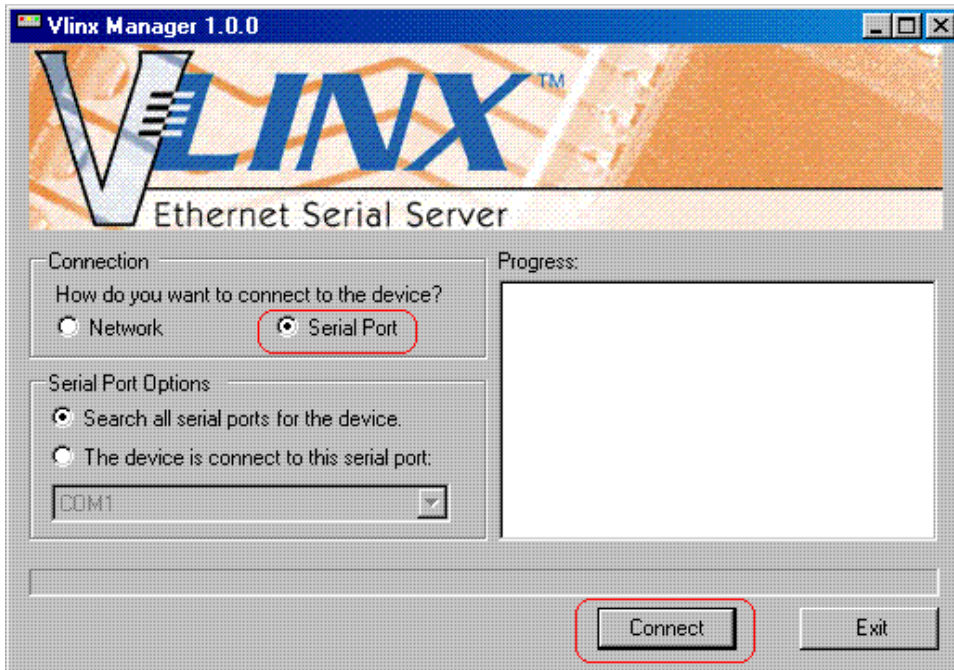 Vlinx Manager 1.0.0
VLINX™
Ethernet Serial Server
Connection
How do you want to connect to the device?
Network
Serial Port
Serial Port Options
Search all serial ports for the device.
The device is connect to this serial port:
COM1
Progress:
Connect
Exit